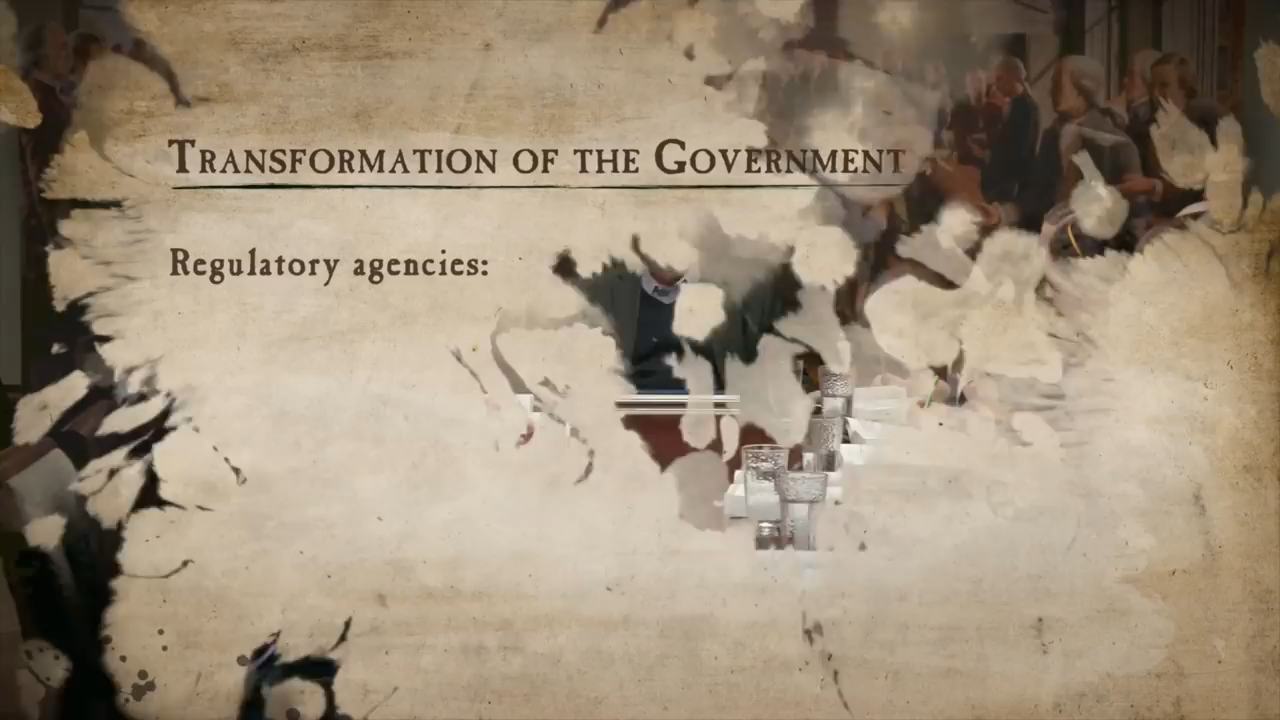 Transformation of the Government
Regulatory agencies: